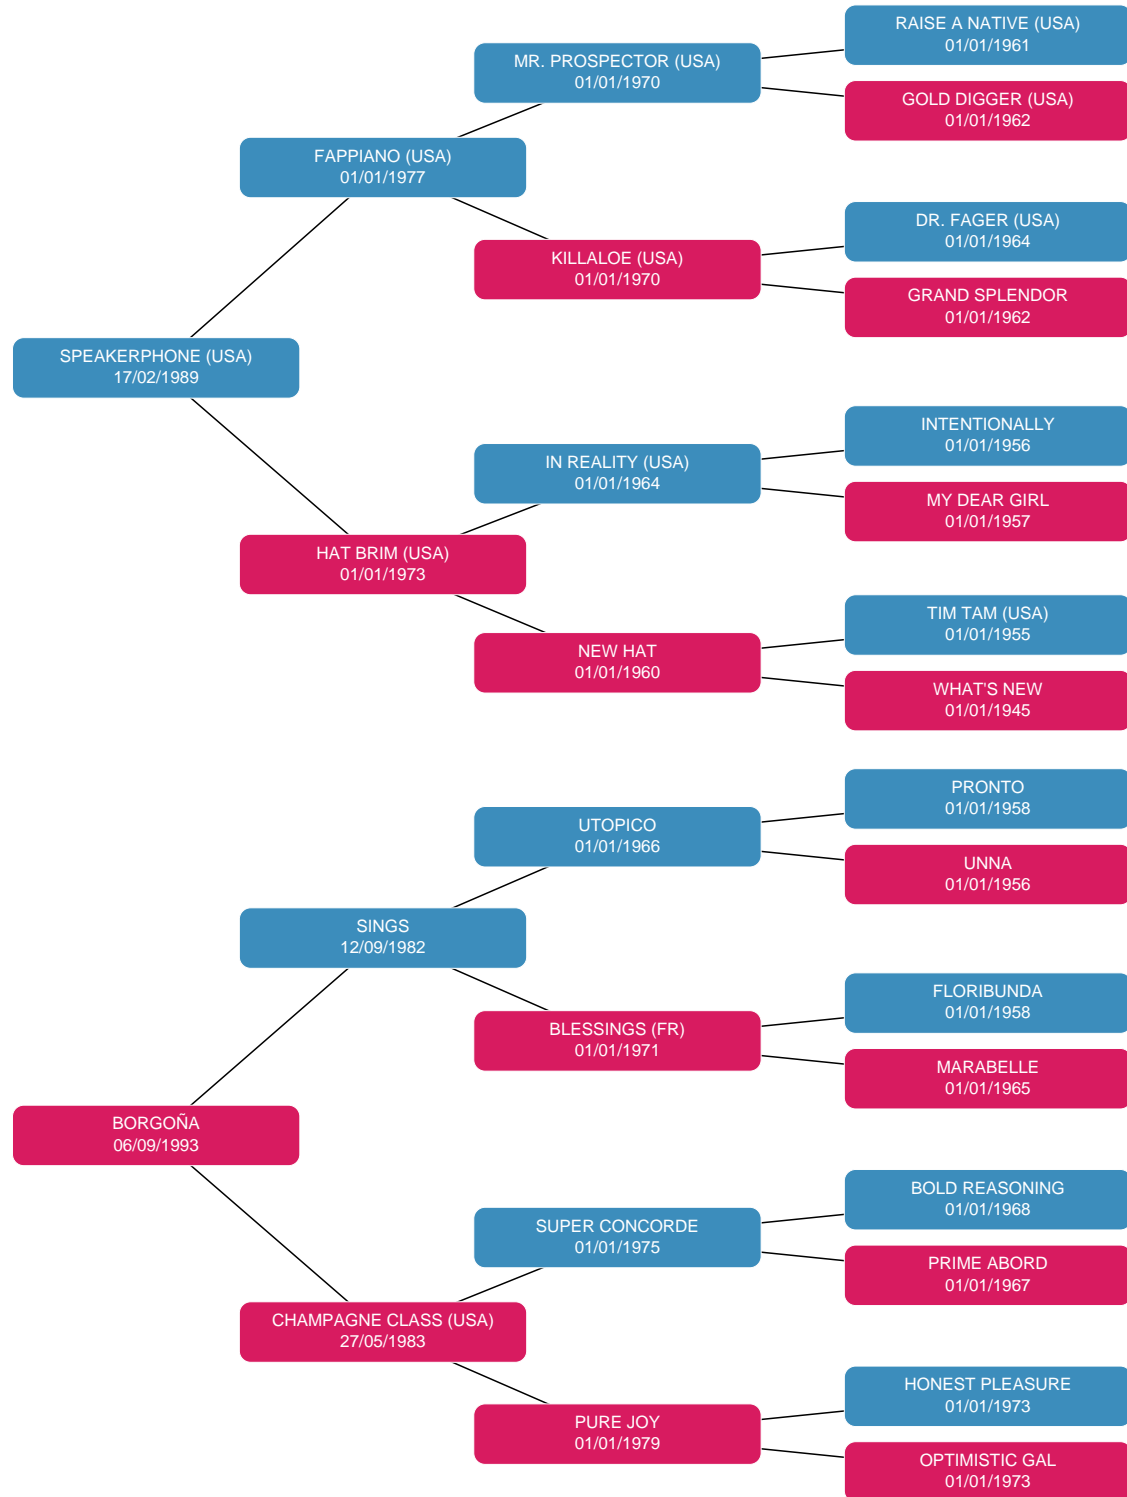 RAISE A NATIVE (USA)
01/01/1961
MR. PROSPECTOR (USA)
01/01/1970
GOLD DIGGER (USA)
01/01/1962
FAPPIANO (USA)
01/01/1977
DR. FAGER (USA)
01/01/1964
KILLALOE (USA)
01/01/1970
GRAND SPLENDOR
01/01/1962
SPEAKERPHONE (USA)
17/02/1989
INTENTIONALLY
01/01/1956
IN REALITY (USA)
01/01/1964
MY DEAR GIRL
01/01/1957
HAT BRIM (USA)
01/01/1973
TIM TAM (USA)
01/01/1955
NEW HAT
01/01/1960
WHAT'S NEW
01/01/1945
PRONTO
01/01/1958
UTOPICO
01/01/1966
UNNA
01/01/1956
SINGS
12/09/1982
FLORIBUNDA
01/01/1958
BLESSINGS (FR)
01/01/1971
MARABELLE
01/01/1965
BORGOÑA
06/09/1993
BOLD REASONING
01/01/1968
SUPER CONCORDE
01/01/1975
PRIME ABORD
01/01/1967
CHAMPAGNE CLASS (USA)
27/05/1983
HONEST PLEASURE
01/01/1973
PURE JOY
01/01/1979
OPTIMISTIC GAL
01/01/1973